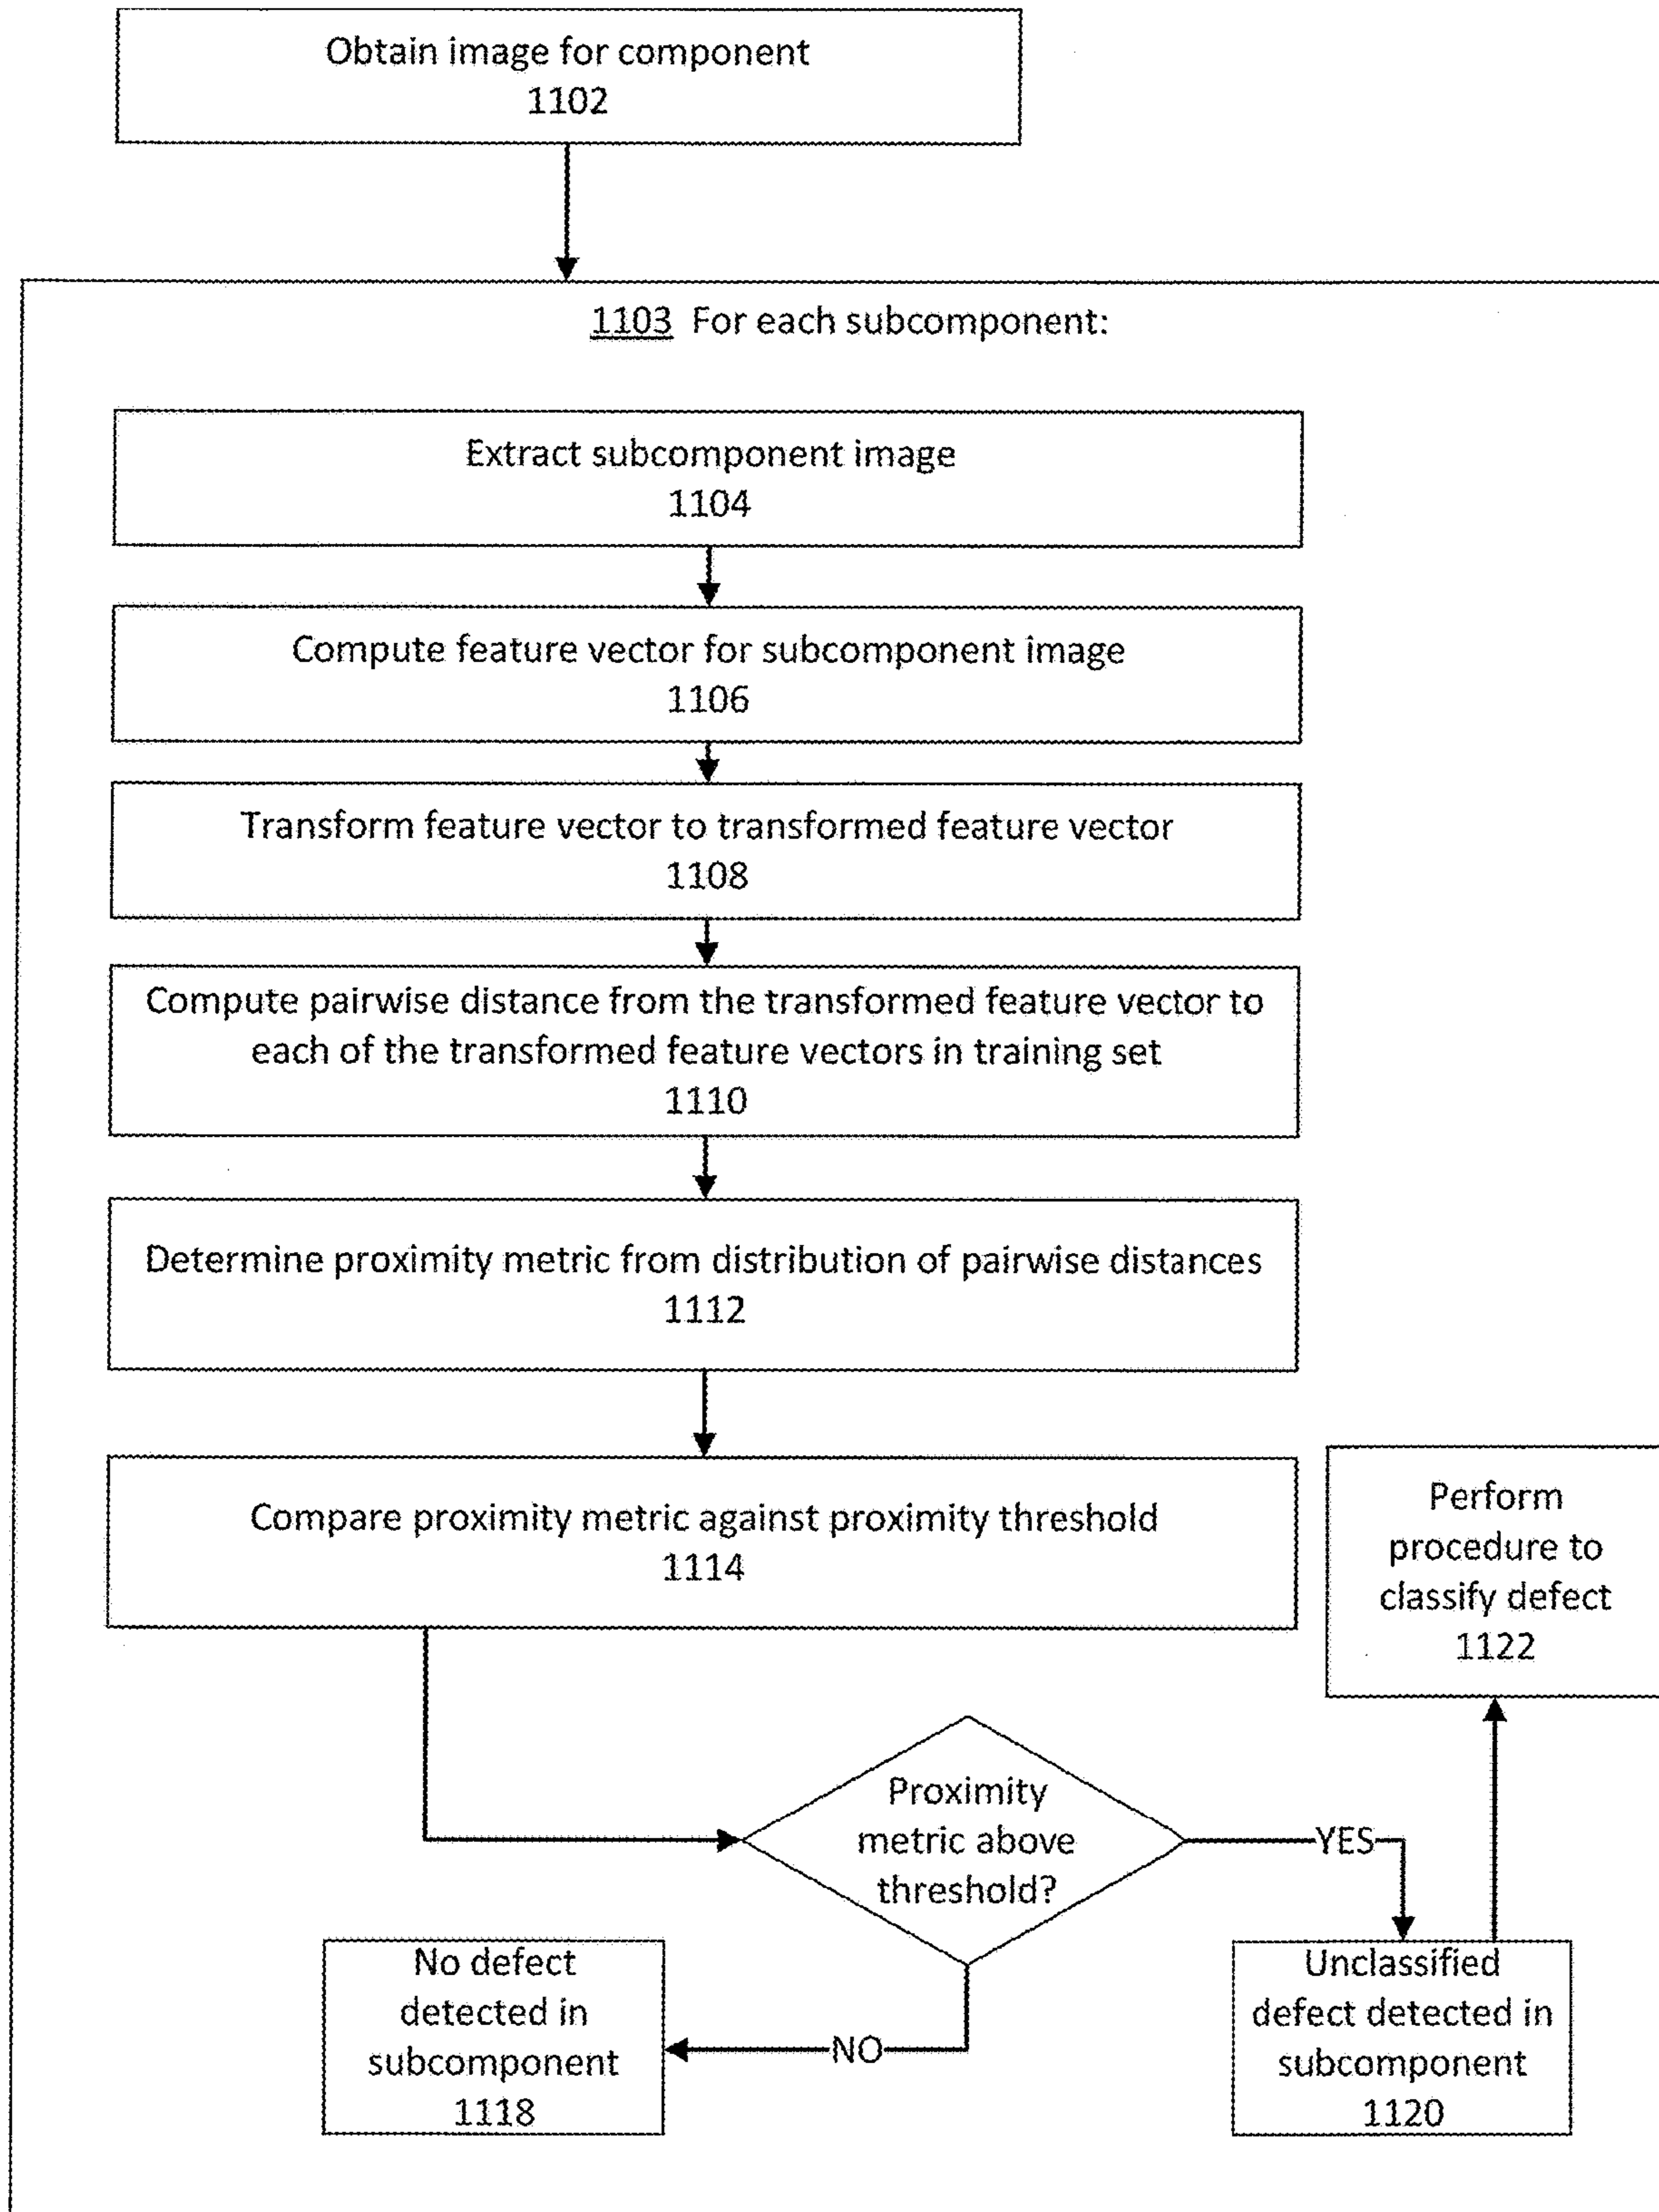 Obtain image for component
1102
1103 For each subcomponent:
Extract subcomponent image
1104
Compute feature vector for subcomponent image
1106
Transform feature vector to transformed feature vector
1108
Compute pairwise distance from the transformed feature vector to
each of the transformed feature vectors in training set
1110
Determine proximity metric from distribution of pairwise distances
1112
Compare proximity metric against proximity threshold
1114
Perform
procedure to
classify defect
1122
Proximity
metric above
threshold?
YES
NO
No defect
detected in
subcomponent
1118
Unclassified
defect detected in
subcomponent
1120